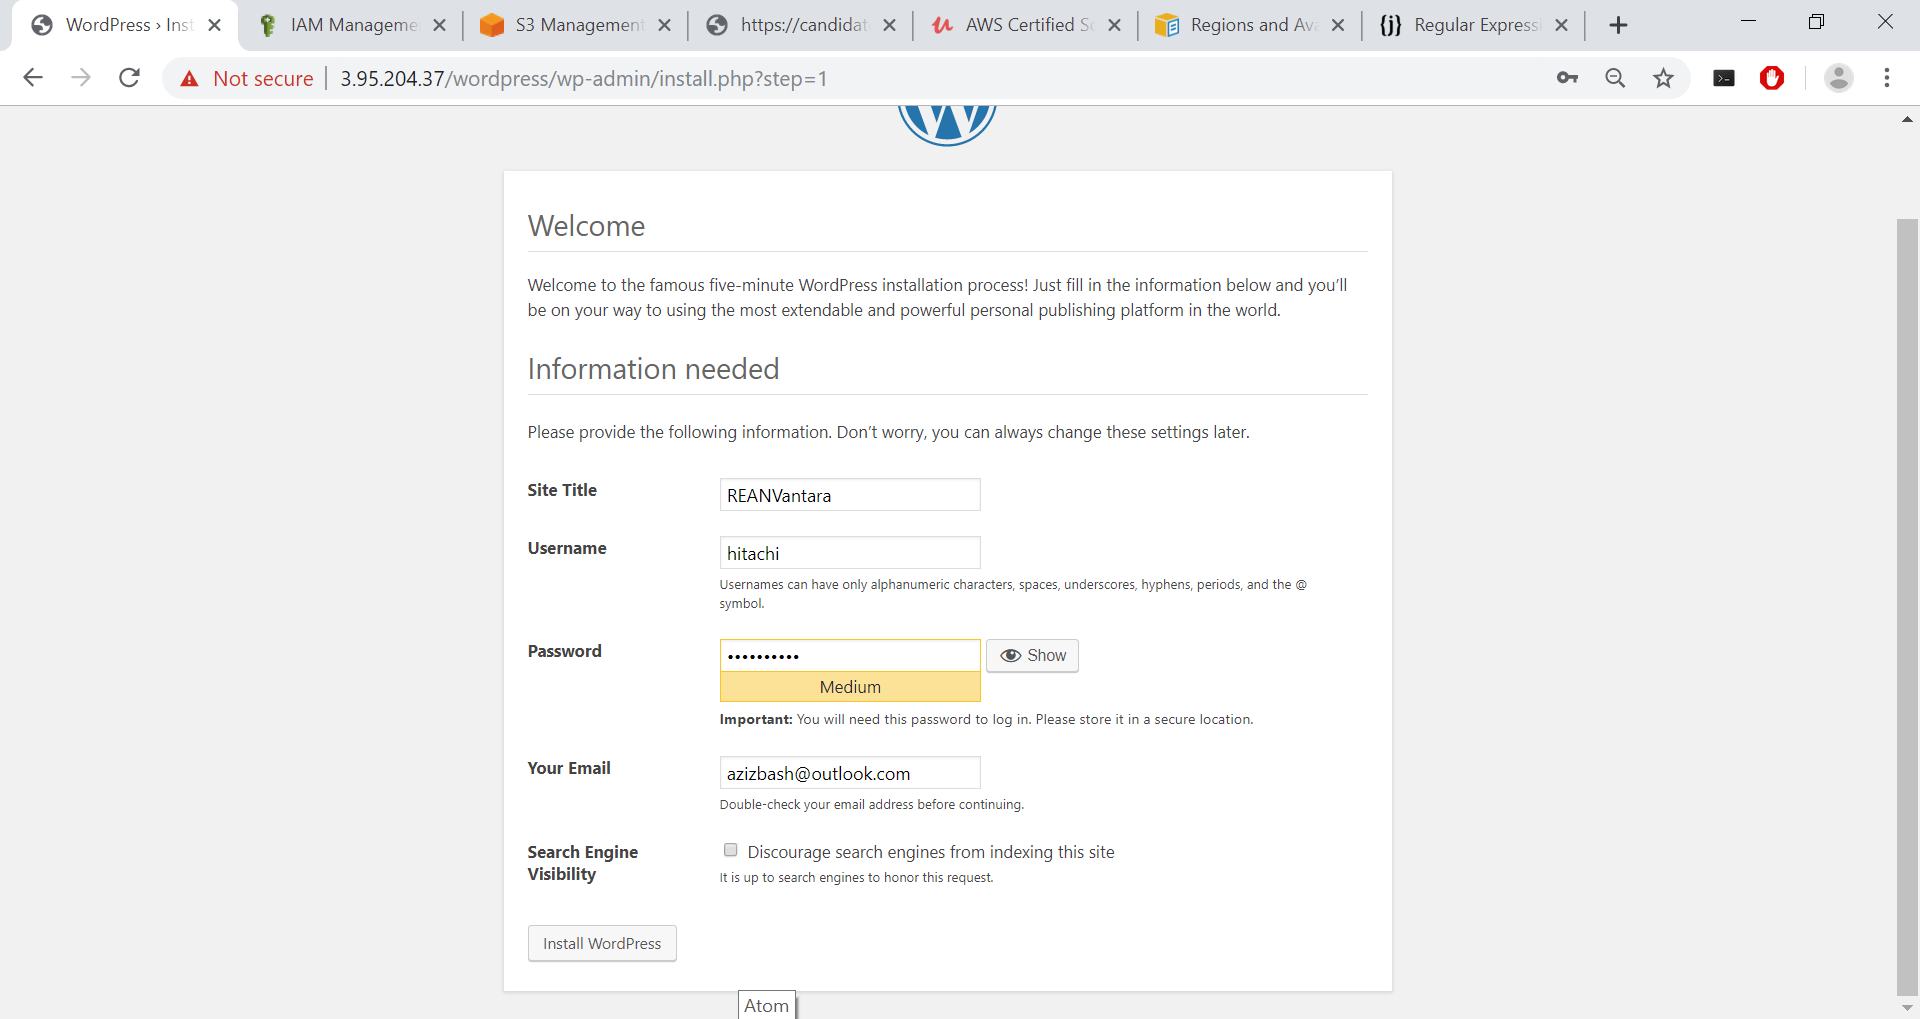 WordPress › Inst
IAM Manageme
S3 Management
https://candidat
AWS Certified So
Regions and Ava
{j} Regular Expressi
Not secure | 3.95.204.37/wordpress/wp-admin/install.php?step=1
Welcome
Welcome to the famous five-minute WordPress installation process! Just fill in the information below and you’ll
be on your way to using the most extendable and powerful personal publishing platform in the world.
Information needed
Please provide the following information. Don’t worry, you can always change these settings later.
Site Title
REANVantara
Username
hitachi
Usernames can have only alphanumeric characters, spaces, underscores, hyphens, periods, and the @
symbol.
Password
••••••••••
Show
Medium
Important: You will need this password to log in. Please store it in a secure location.
Your Email
azizbash@outlook.com
Double-check your email address before continuing.
Search Engine
Visibility
Discourage search engines from indexing this site
It is up to search engines to honor this request.
Install WordPress
Atom